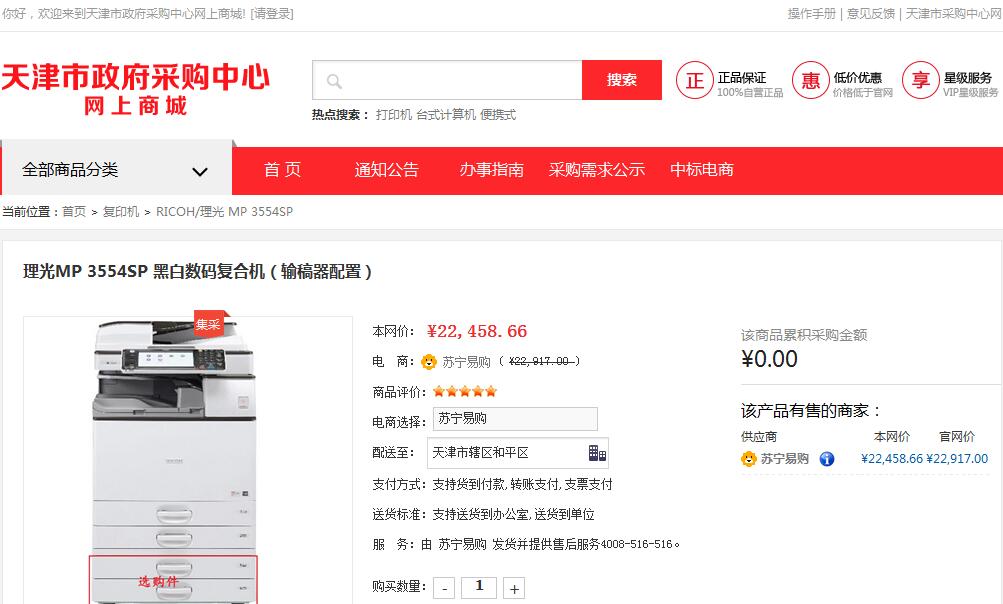 你好，欢迎来到天津市政府采购中心网上商城! [请登录]
操作手册 | 意见反馈 | 天津市采购中心网
天津市政府采购中心
网上商城
搜索
热点搜索： 打印机 台式计算机 便携式
正 正品保证 100%自营正品
惠 低价优惠 价格低于官网
享 星级服务 VIP星级服务
全部商品分类
首 页 通知公告 办事指南 采购需求公示 中标电商
当前位置：首页 > 复印机 > RICOH/理光 MP 3554SP
理光MP 3554SP 黑白数码复合机（输稿器配置）
集采
选购件
本网价： ¥22,458.66
电 商： 苏宁易购 （ ¥22,917.00 ）
商品评价：
电商选择： 苏宁易购
配送至： 天津市辖区和平区
支付方式：支持货到付款,转账支付,支票支付
送货标准：支持送货到办公室,送货到单位
服 务：由 苏宁易购 发货并提供售后服务4008-516-516。
购买数量： - 1 +
该商品累积采购金额
¥0.00
该产品有售的商家：
供应商 本网价 官网价
苏宁易购 ¥22,458.66 ¥22,917.00